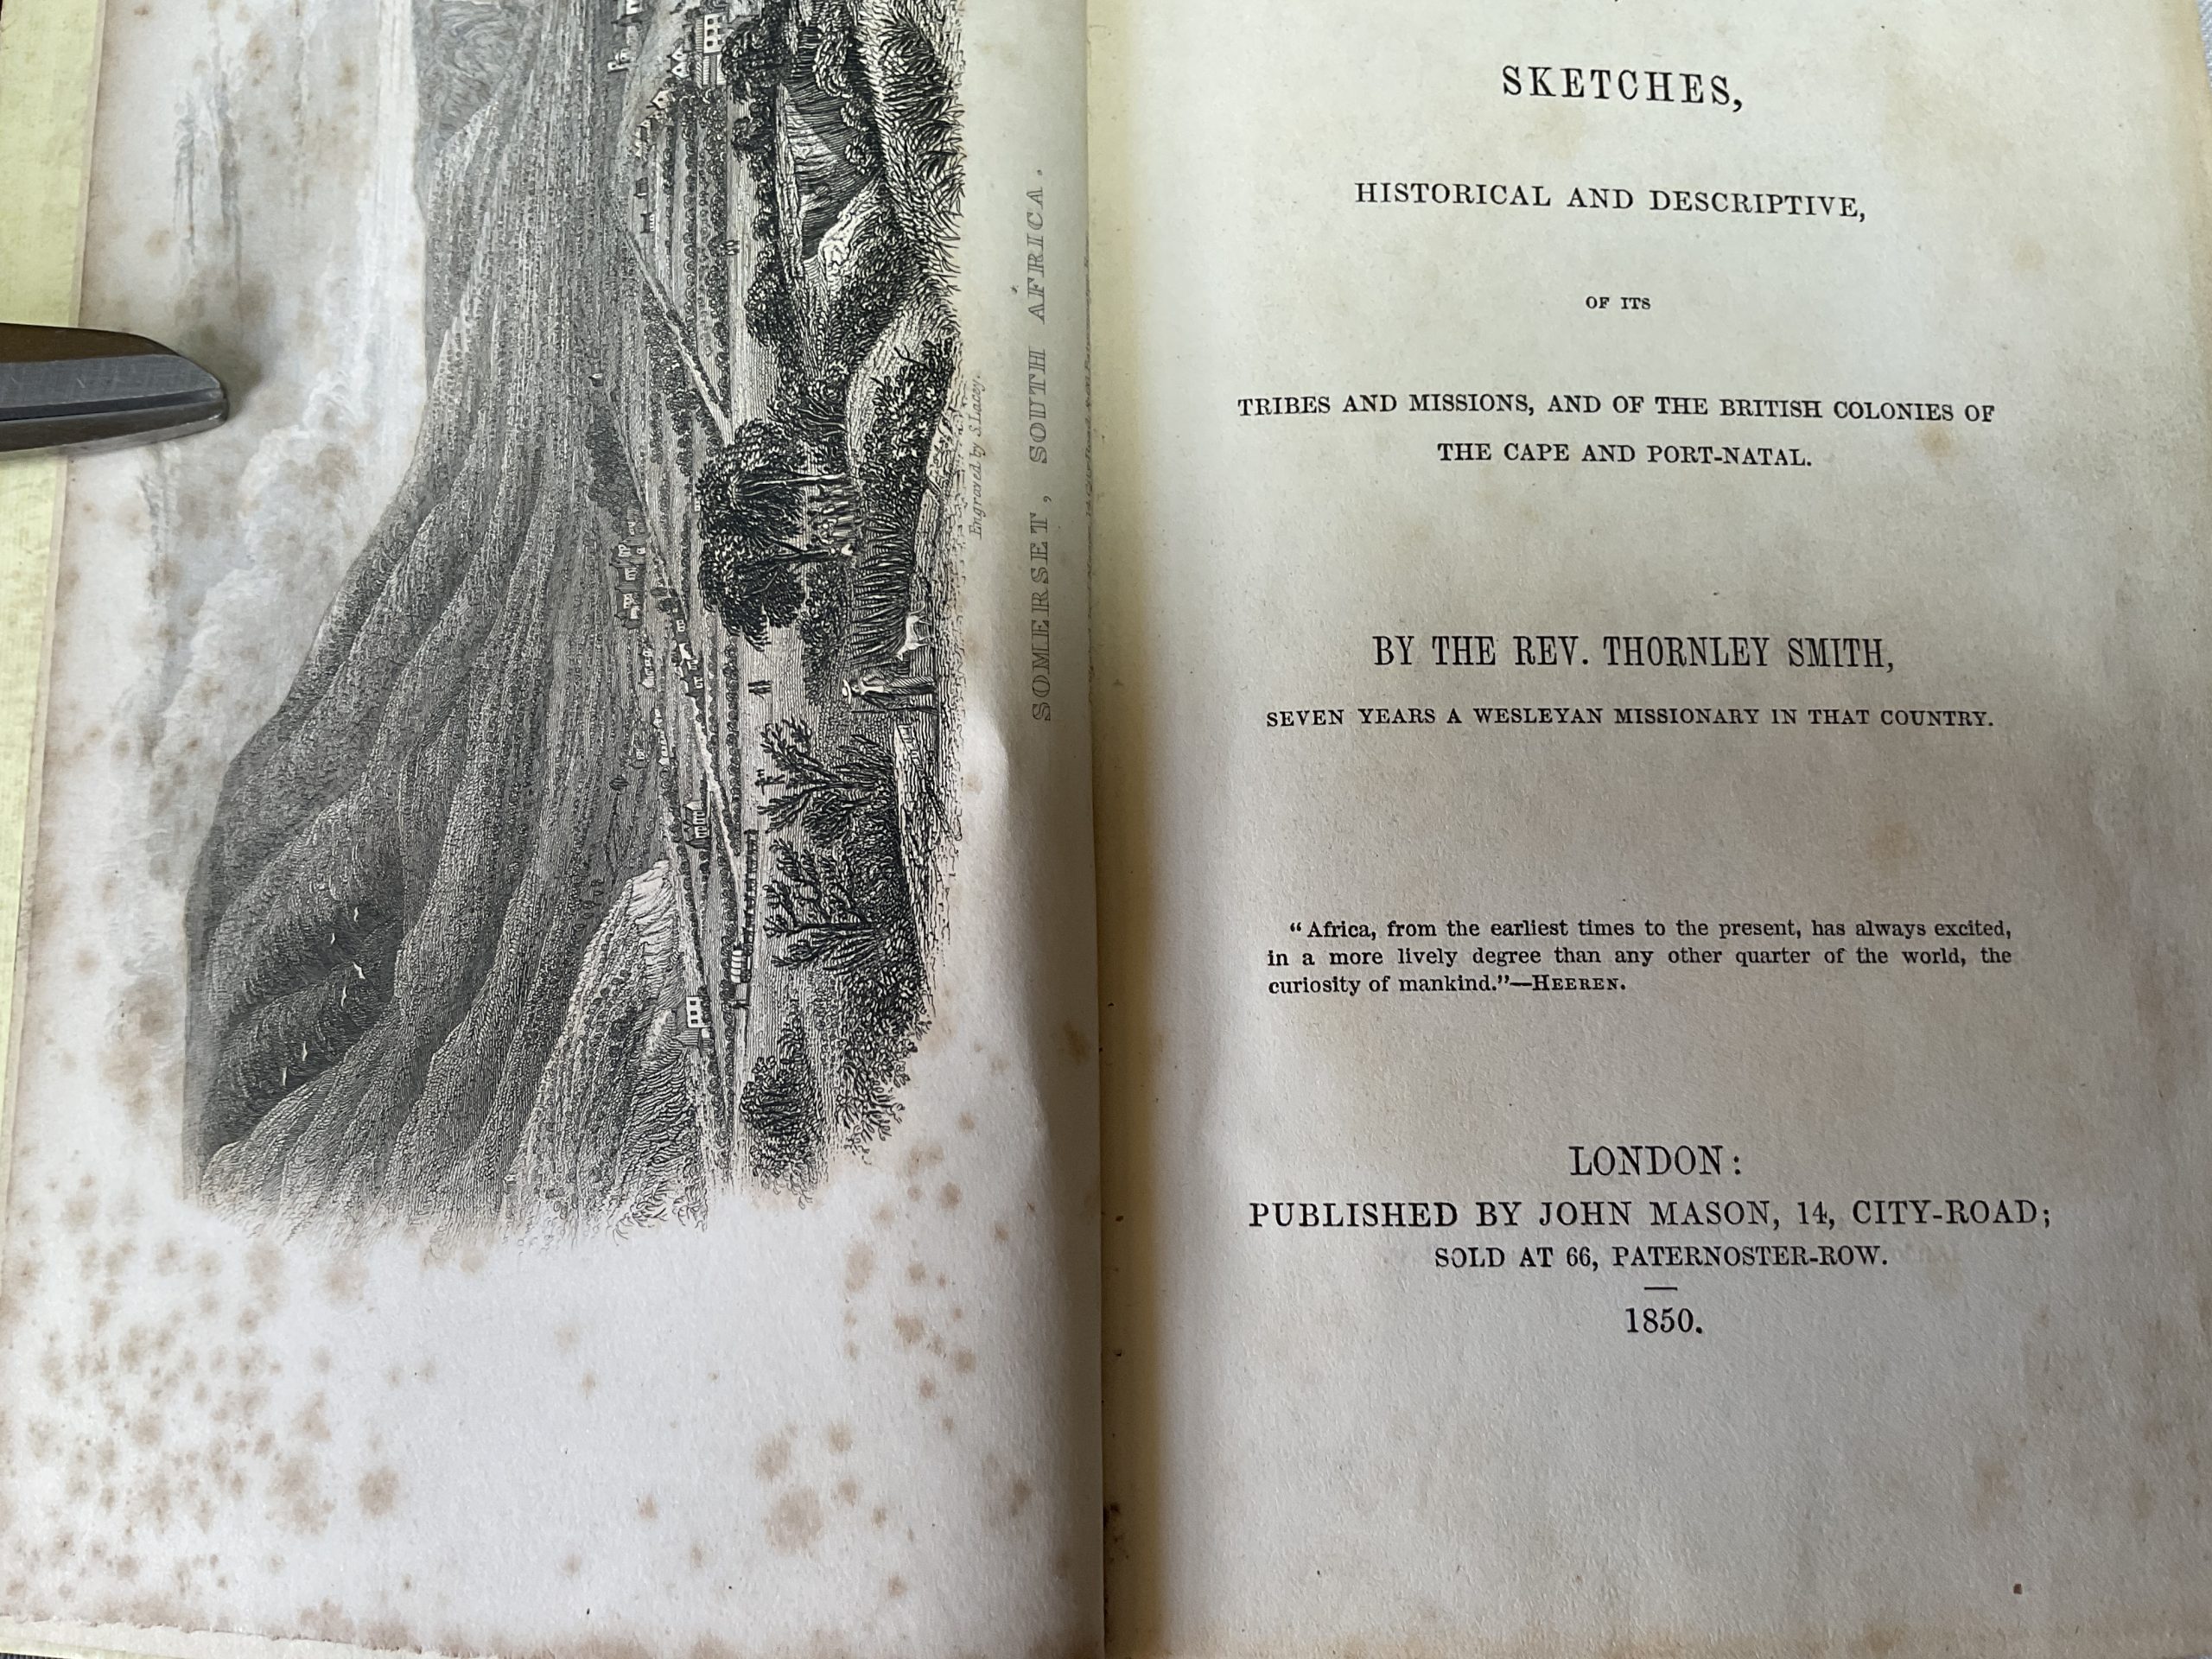 Engraved by S. Lacey.
SOMERSET, SOUTH AFRICA.
SKETCHES,
HISTORICAL AND DESCRIPTIVE,
OF ITS
TRIBES AND MISSIONS, AND OF THE BRITISH COLONIES OF
THE CAPE AND PORT-NATAL.
BY THE REV. THORNLEY SMITH,
SEVEN YEARS A WESLEYAN MISSIONARY IN THAT COUNTRY.
“Africa, from the earliest times to the present, has always excited,
in a more lively degree than any other quarter of the world, the
curiosity of mankind.”—HEEREN.
LONDON:
PUBLISHED BY JOHN MASON, 14, CITY-ROAD;
SOLD AT 66, PATERNOSTER-ROW.
1850.